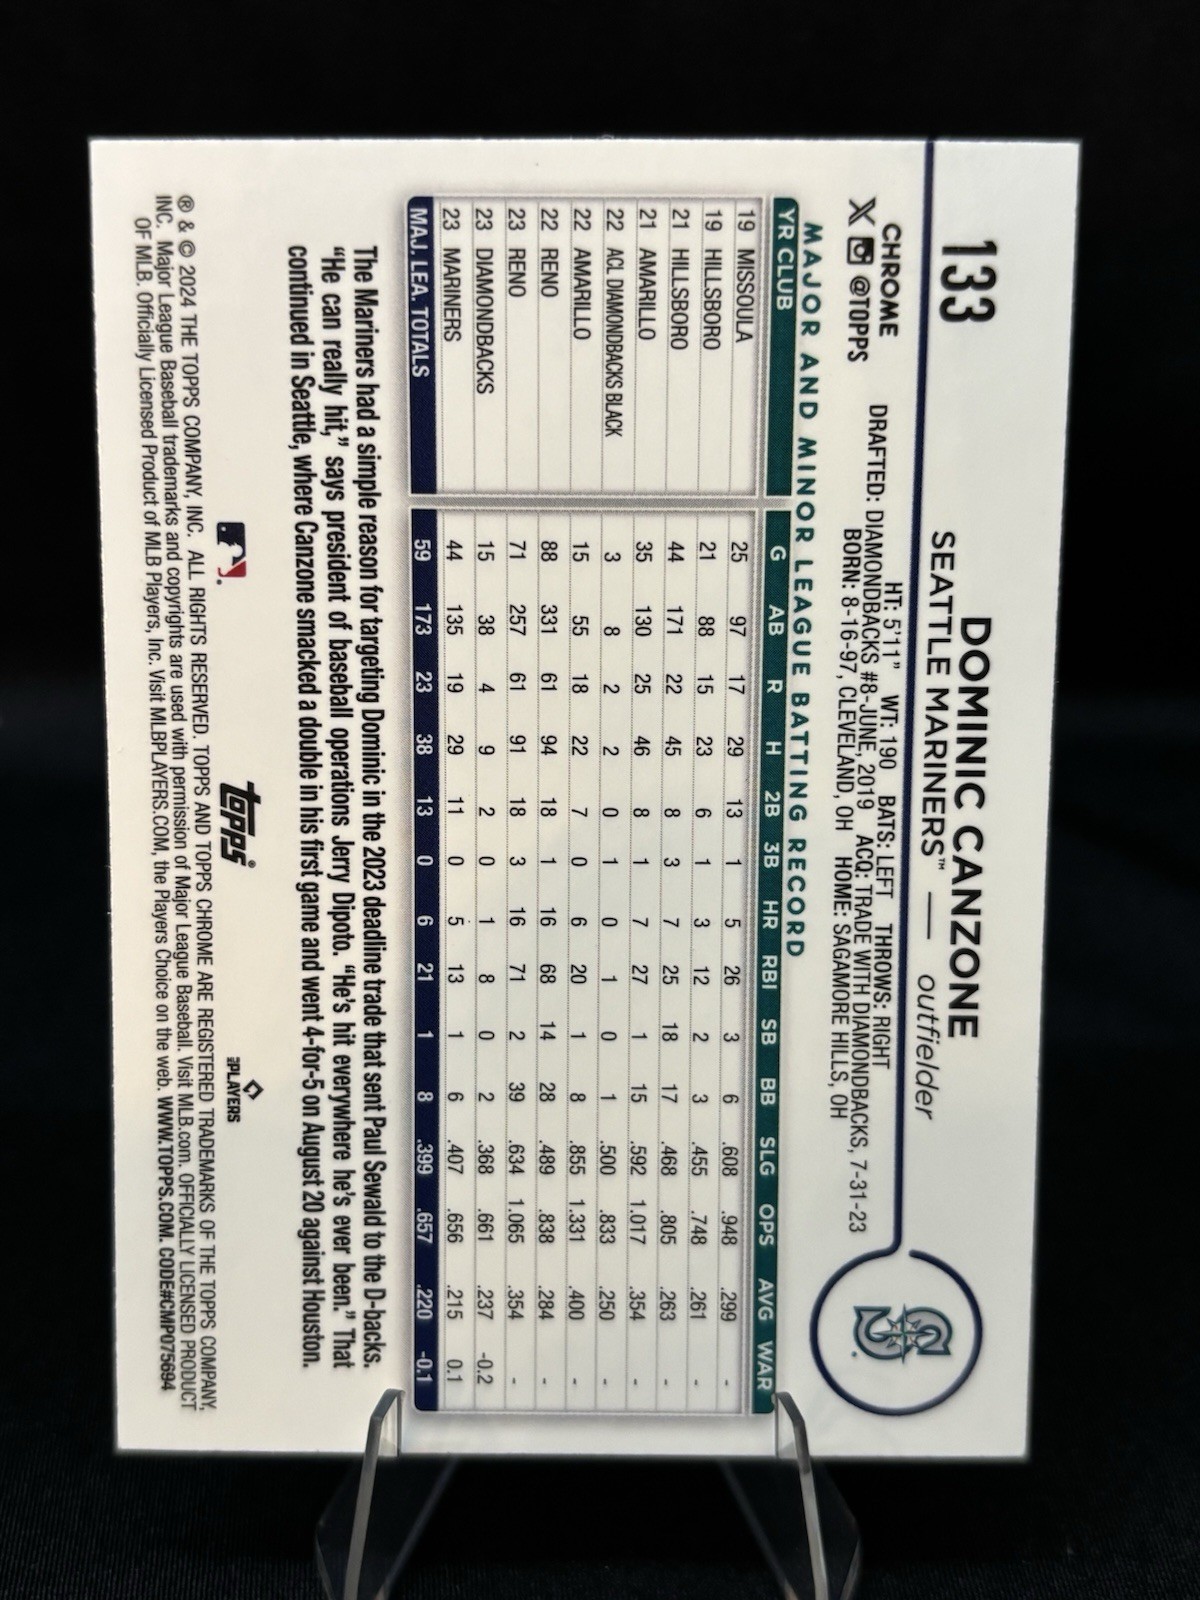 133
DOMINIC CANZONE
SEATTLE MARINERS™ — outfielder
CHROME
X @TOPPS
HT: 5'11" WT: 190 BATS: LEFT THROWS: RIGHT
DRAFTED: DIAMONDBACKS #8-JUNE, 2019 ACQ: TRADE WITH DIAMONDBACKS, 7-31-23
BORN: 8-16-97, CLEVELAND, OH HOME: SAGAMORE HILLS, OH
MAJOR AND MINOR LEAGUE BATTING RECORD
YR CLUB G AB R H 2B 3B HR RBI SB BB SLG OPS AVG WAR
19 MISSOULA 25 97 17 29 13 1 5 26 3 6 .608 .948 .299 -
19 HILLSBORO 21 88 15 23 6 1 3 12 2 3 .455 .748 .261 -
21 HILLSBORO 44 171 22 45 8 3 7 25 18 17 .468 .805 .263 -
21 AMARILLO 35 130 25 46 8 1 7 27 1 15 .592 1.017 .354 -
22 ACL DIAMONDBACKS BLACK 3 8 2 2 0 1 0 1 0 1 .500 .833 .250 -
22 AMARILLO 15 55 18 22 7 0 6 20 1 8 .855 1.331 .400 -
22 RENO 88 331 61 94 18 1 16 68 14 28 .489 .838 .284 -
23 RENO 71 257 61 91 18 3 16 71 2 39 .634 1.065 .354 -
23 DIAMONDBACKS 15 38 4 9 2 0 1 8 0 2 .368 .661 .237 -0.2
23 MARINERS 44 135 19 29 11 0 5 13 1 6 .407 .656 .215 0.1
MAJ. LEA. TOTALS 59 173 23 38 13 0 6 21 1 8 .399 .657 .220 -0.1
The Mariners had a simple reason for targeting Dominic in the 2023 deadline trade that sent Paul Sewald to the D-backs.
“He can really hit,” says president of baseball operations Jerry Dipoto. “He's hit everywhere he's ever been.” That
continued in Seattle, where Canzone smacked a double in his first game and went 4-for-5 on August 20 against Houston.
topps®
PLAYERS
® & © 2024 THE TOPPS COMPANY, INC. ALL RIGHTS RESERVED. TOPPS AND TOPPS CHROME ARE REGISTERED TRADEMARKS OF THE TOPPS COMPANY,
INC. Major League Baseball trademarks and copyrights are used with permission of Major League Baseball. Visit MLB.com. OFFICIALLY LICENSED PRODUCT
OF MLB. Officially Licensed Product of MLB Players, Inc. Visit MLBPLAYERS.COM, the Players Choice on the web. WWW.TOPPS.COM. CODE#CMP075694